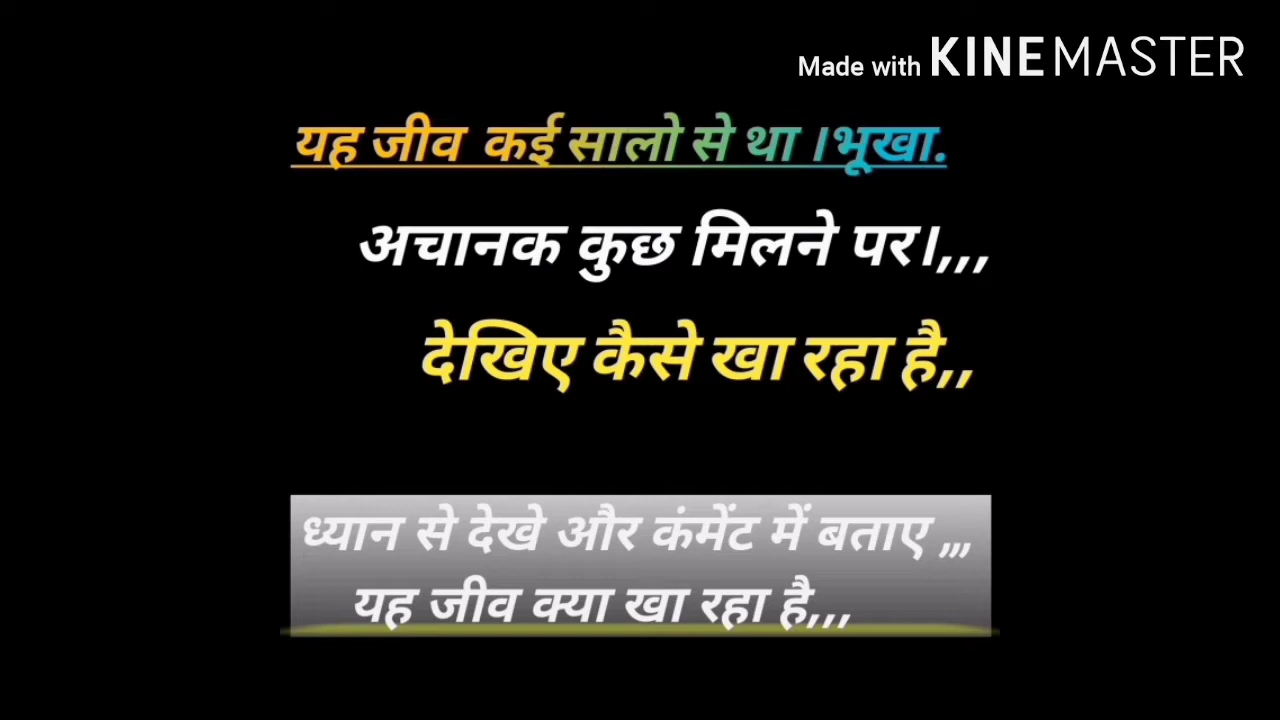 Made with KINEMASTER
यह जीव कई सालो से था ।भूखा.
अचानक कुछ मिलने पर।,,,
देखिए कैसे खा रहा है,,
ध्यान से देखे और कंमेंट में बताए ,,,
यह जीव क्या खा रहा है,,,